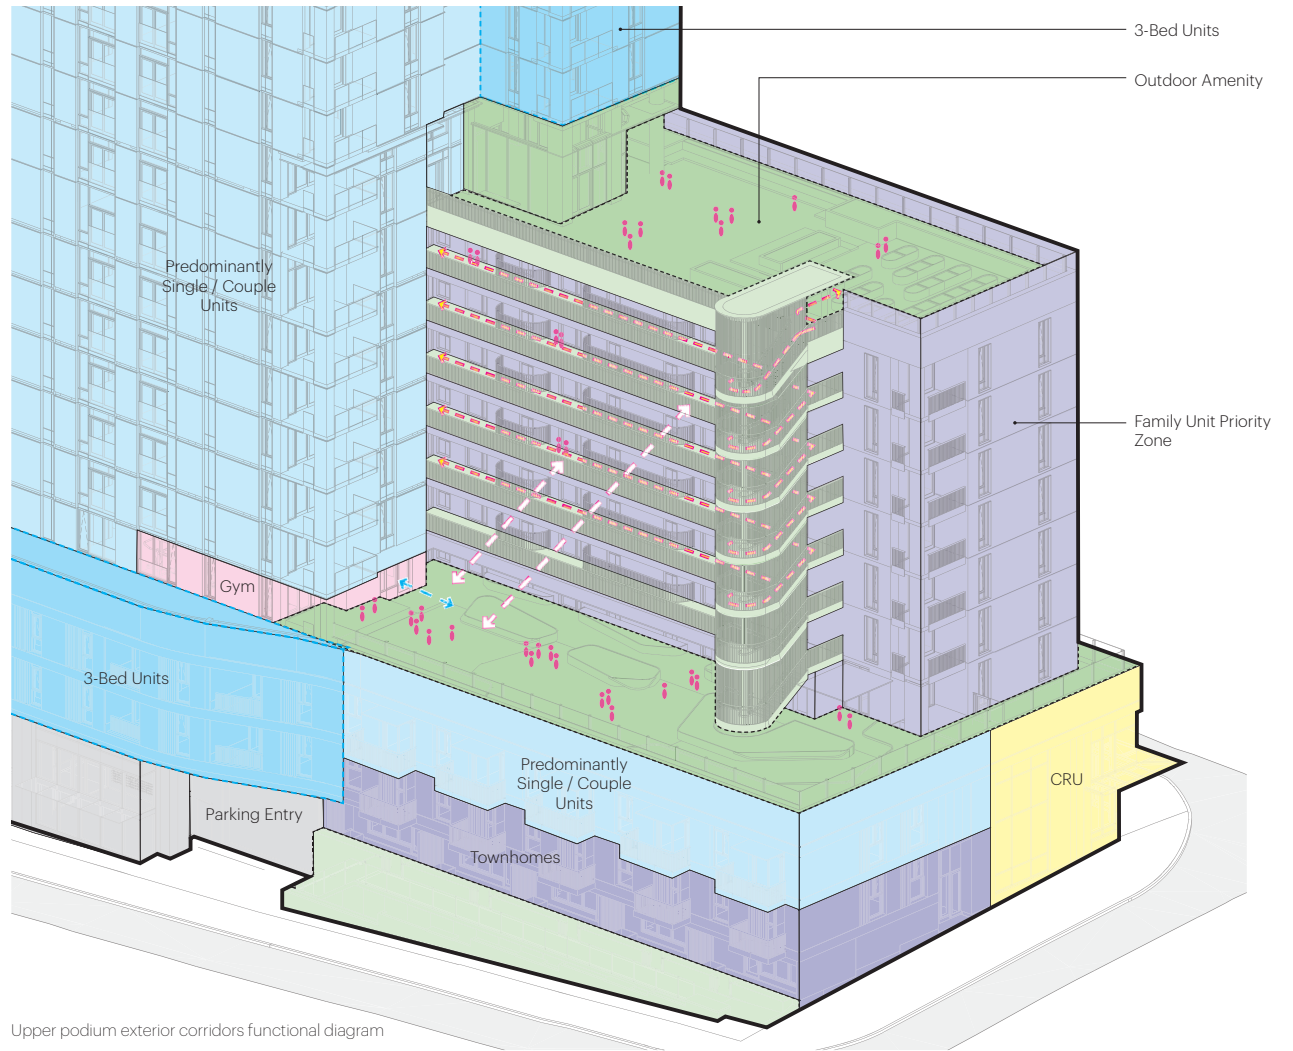 3-Bed Units
Outdoor Amenity
Predominantly
Single / Couple
Units
Family Unit Priority
Zone
Gym
3-Bed Units
Predominantly
Single / Couple
Units
CRU
Parking Entry
Townhomes
Upper podium exterior corridors functional diagram